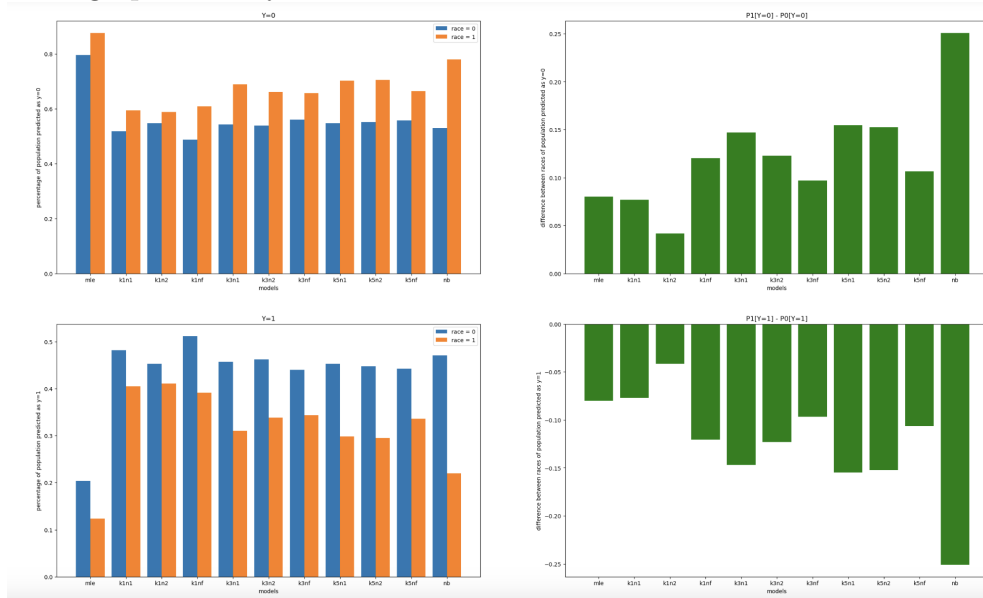 Y=0
race = 0
race = 1
percentage of population predicted as y=0
0.8
0.6
0.4
0.2
0.0
mle k1n1 k1n2 k1nf k3n1 k3n2 k3nf k5n1 k5n2 k5nf nb
models
P1[Y=0] - P0[Y=0]
difference between races of population predicted as y=0
0.25
0.20
0.15
0.10
0.05
0.00
mle k1n1 k1n2 k1nf k3n1 k3n2 k3nf k5n1 k5n2 k5nf nb
models
Y=1
race = 0
race = 1
percentage of population predicted as y=1
0.5
0.4
0.3
0.2
0.1
0.0
mle k1n1 k1n2 k1nf k3n1 k3n2 k3nf k5n1 k5n2 k5nf nb
models
P1[Y=1] - P0[Y=1]
difference between races of population predicted as y=1
0.00
−0.05
−0.10
−0.15
−0.20
−0.25
mle k1n1 k1n2 k1nf k3n1 k3n2 k3nf k5n1 k5n2 k5nf nb
models